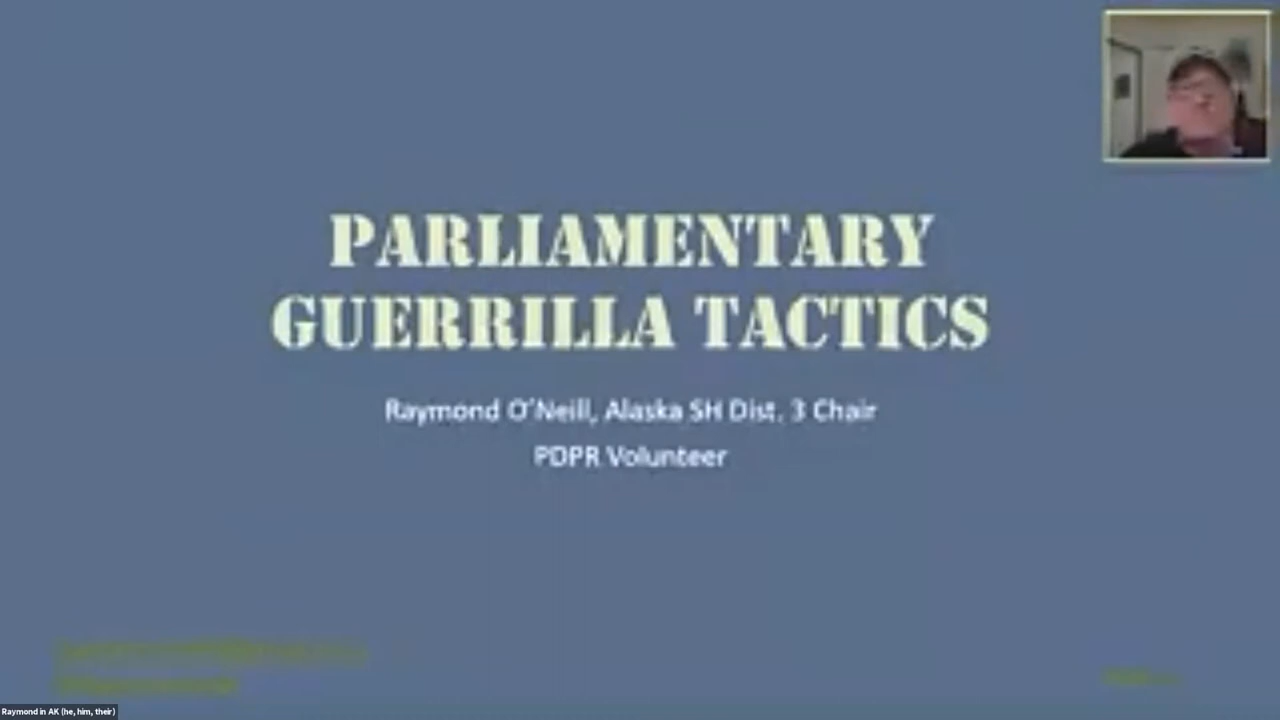 PARLIAMENTARY
GUERRILLA TACTICS
Raymond O'Neill, Alaska SH Dist. 3 Chair
PDPR Volunteer
Raymond in AK (he, him, their)